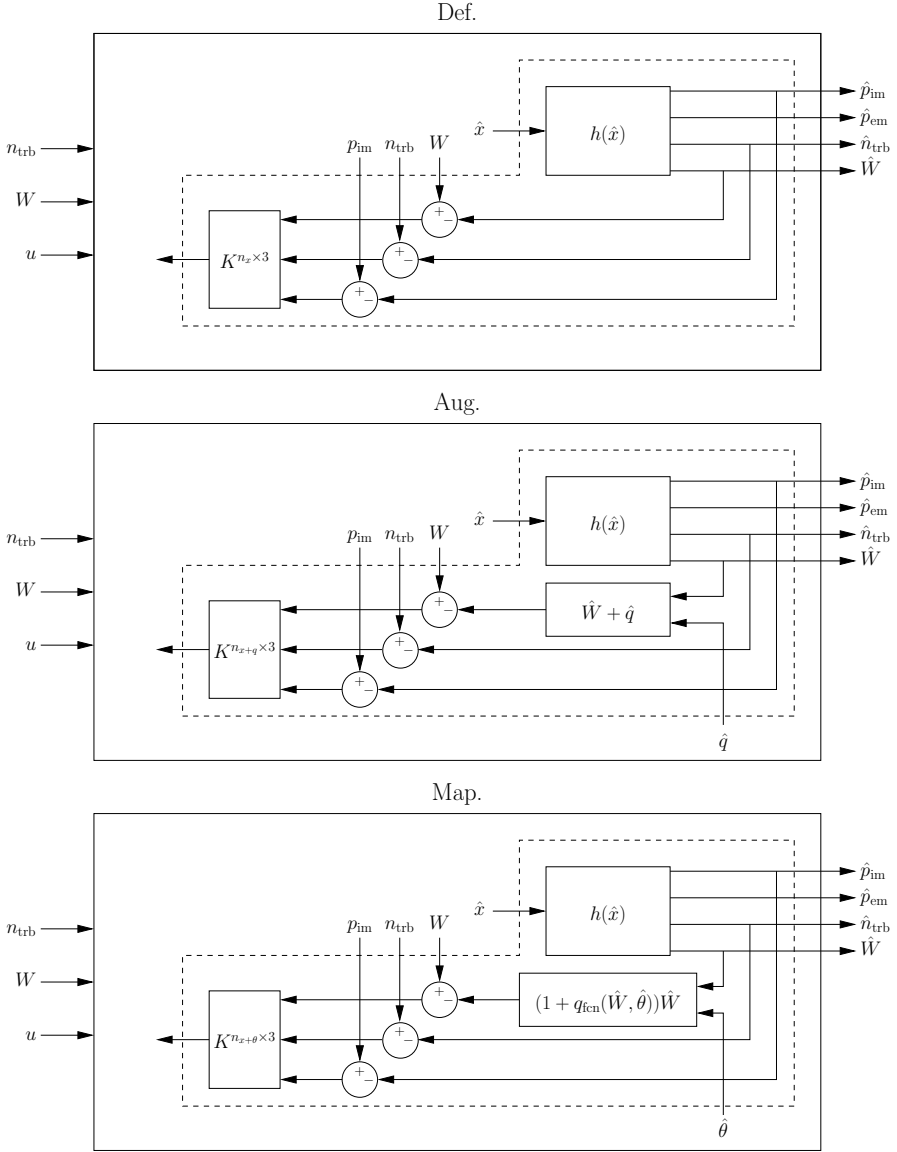 Def.
p̂_im
p̂_em
n̂_trb
Ŵ
x̂
h(x̂)
p_im n_trb W
n_trb
W
u
+ −
+ −
+ −
K^{n_x×3}
Aug.
p̂_im
p̂_em
n̂_trb
Ŵ
x̂
h(x̂)
p_im n_trb W
n_trb
W
u
+ −
Ŵ + q̂
+ −
+ −
K^{n_{x+q}×3}
q̂
Map.
p̂_im
p̂_em
n̂_trb
Ŵ
x̂
h(x̂)
p_im n_trb W
n_trb
W
u
+ −
(1 + q_fcn(Ŵ, θ̂))Ŵ
+ −
+ −
K^{n_{x+θ}×3}
θ̂